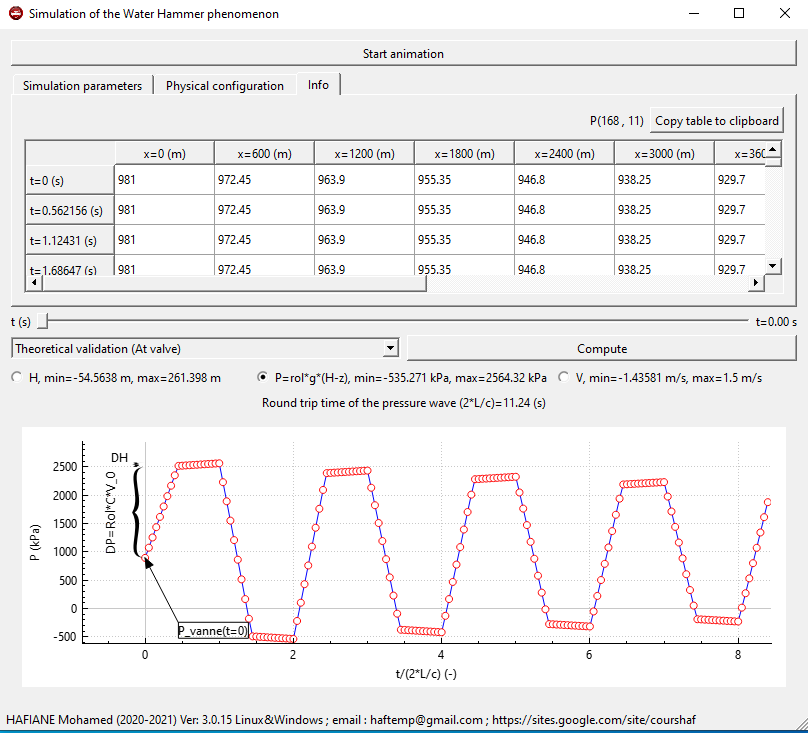 Simulation of the Water Hammer phenomenon
Start animation
Simulation parameters Physical configuration Info
P(168 , 11) Copy table to clipboard
x=0 (m) x=600 (m) x=1200 (m) x=1800 (m) x=2400 (m) x=3000 (m) x=360
t=0 (s) 981 972.45 963.9 955.35 946.8 938.25 929.7
t=0.562156 (s) 981 972.45 963.9 955.35 946.8 938.25 929.7
t=1.12431 (s) 981 972.45 963.9 955.35 946.8 938.25 929.7
t=1.68647 (s) 981 972.45 963.9 955.35 946.8 938.25 929.7
t (s) t=0.00 s
Theoretical validation (At valve) Compute
H, min=-54.5638 m, max=261.398 m P=rol*g*(H-z), min=-535.271 kPa, max=2564.32 kPa V, min=-1.43581 m/s, max=1.5 m/s
Round trip time of the pressure wave (2*L/c)=11.24 (s)
DH
DP=Rol*C*V_0
P (kPa)
2500
2000
1500
1000
500
0
-500
P_vanne(t=0)
0 2 4 6 8
t/(2*L/c) (-)
HAFIANE Mohamed (2020-2021) Ver: 3.0.15 Linux&Windows ; email : haftemp@gmail.com ; https://sites.google.com/site/courshaf